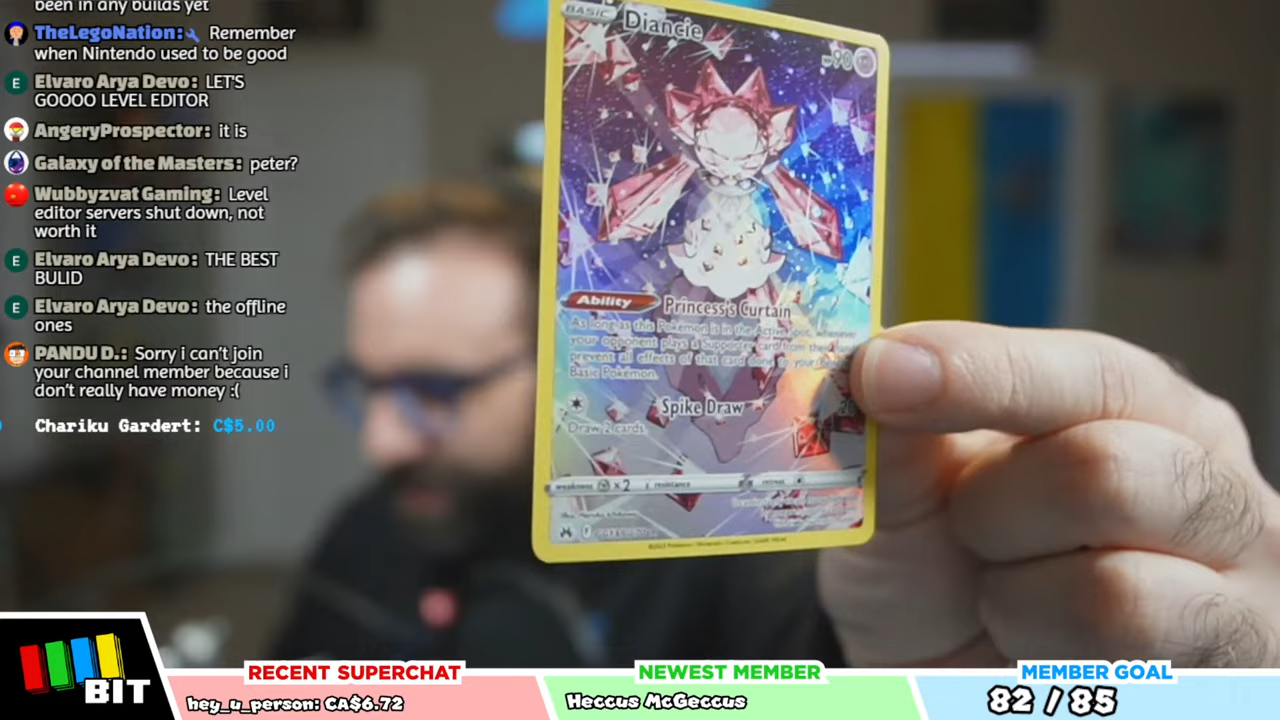 been in any builds yet
TheLegoNation: Remember
when Nintendo used to be good
E Elvaro Arya Devo: LET'S
GOOOO LEVEL EDITOR
AngeryProspector: it is
Galaxy of the Masters: peter?
Wubbyzvat Gaming: Level
editor servers shut down, not
worth it
E Elvaro Arya Devo: THE BEST
BULID
E Elvaro Arya Devo: the offline
ones
PANDU D.: Sorry i can't join
your channel member because i
don't really have money :(
Chariku Gardert: C$5.00
BASIC Diancie
90
Ability Princess's Curtain
As long as this Pokémon is in the Active Spot, whenever
your opponent plays a Supporter card from their
prevent all effects of that card done to your
Basic Pokémon.
Spike Draw
Draw 2 cards.
weakness x2 resistance retreat
BIT
RECENT SUPERCHAT
hey_u_person: CA$6.72
NEWEST MEMBER
Heccus McGeccus
MEMBER GOAL
82 / 85